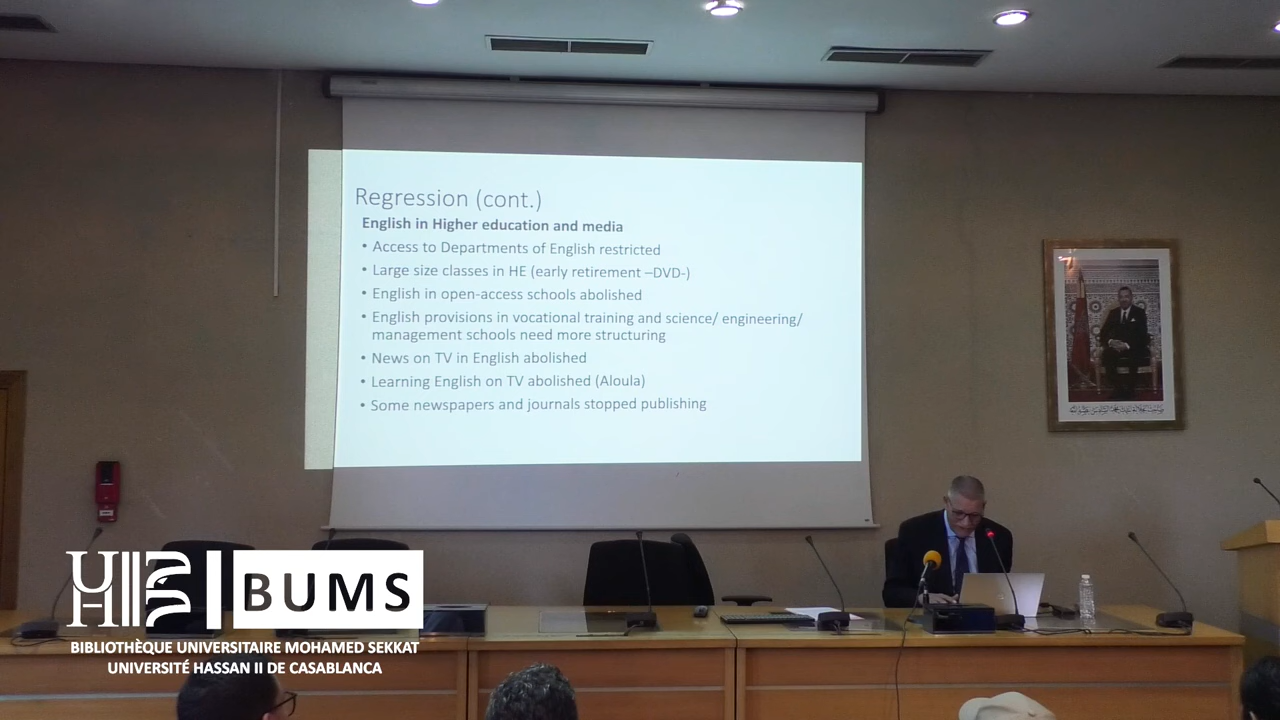 Regression (cont.)
English in Higher education and media
• Access to Departments of English restricted
• Large size classes in HE (early retirement –DVD-)
• English in open-access schools abolished
• English provisions in vocational training and science/ engineering/
management schools need more structuring
• News on TV in English abolished
• Learning English on TV abolished (Aloula)
• Some newspapers and journals stopped publishing
BUMS
BIBLIOTHÈQUE UNIVERSITAIRE MOHAMED SEKKAT
UNIVERSITÉ HASSAN II DE CASABLANCA